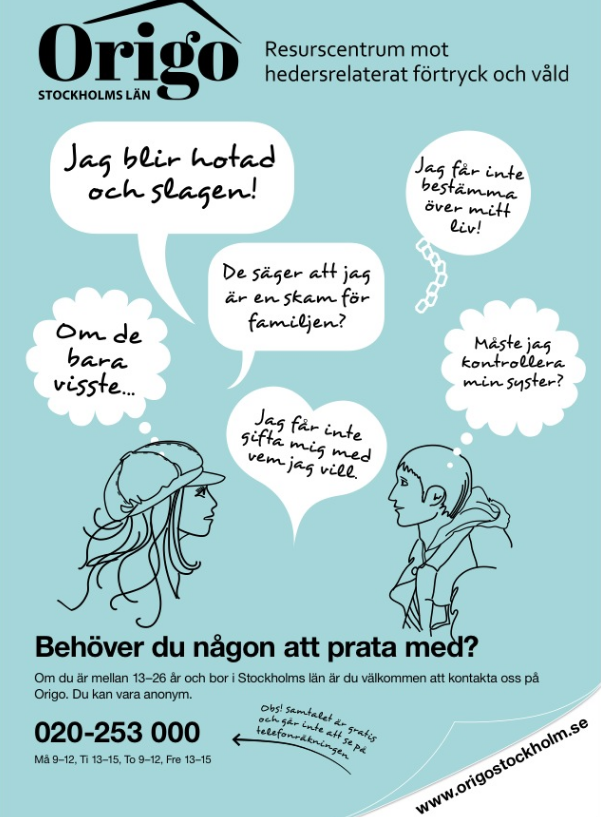 Origo
STOCKHOLMS LÄN
Resurscentrum mot
hedersrelaterat förtryck och våld
Jag blir hotad
och slagen!
Jag får inte
bestämma
över mitt
liv!
De säger att jag
är en skam för
familjen?
Om de
bara
visste...
Måste jag
kontrollera
min syster?
Jag får inte
gifta mig med
vem jag vill.
Behöver du någon att prata med?
Om du är mellan 13–26 år och bor i Stockholms län är du välkommen att kontakta oss på
Origo. Du kan vara anonym.
020-253 000
Må 9–12, Ti 13–15, To 9–12, Fre 13–15
Obs! Samtalet är gratis
och går inte att se på
telefonräkningen
www.origostockholm.se